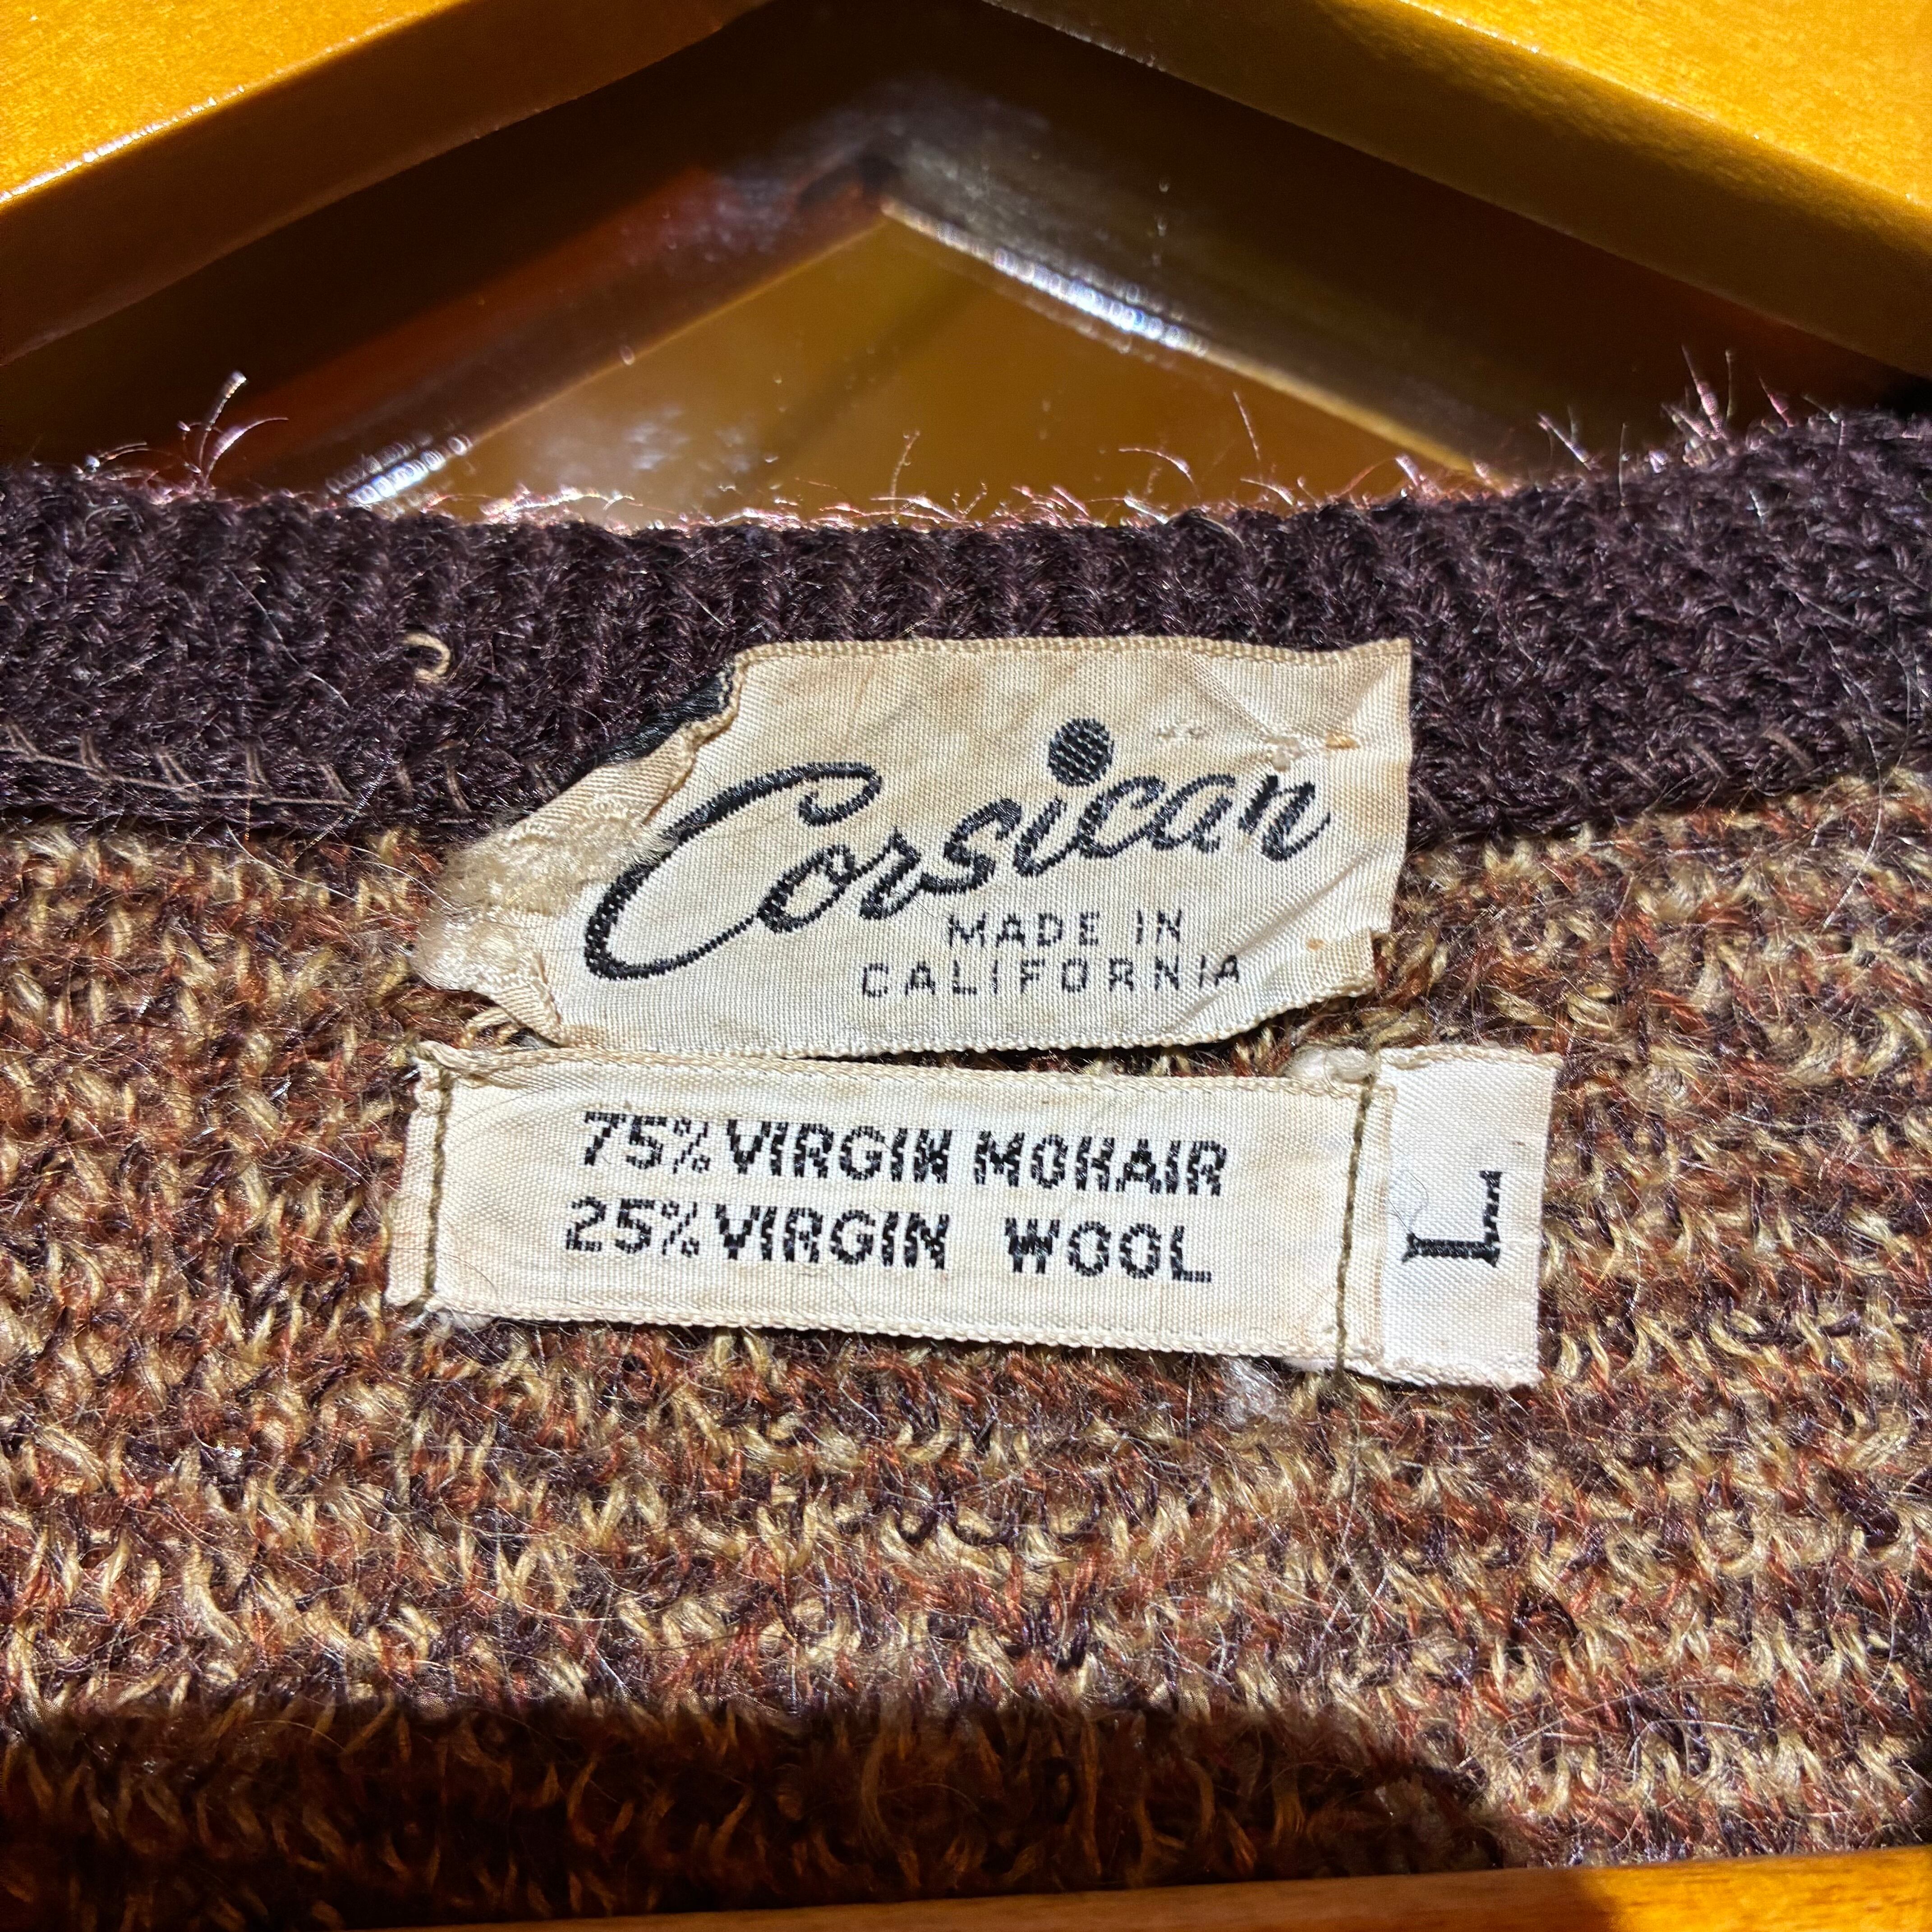 Corsican
MADE IN
CALIFORNIA
75% VIRGIN MOHAIR
25% VIRGIN WOOL
L